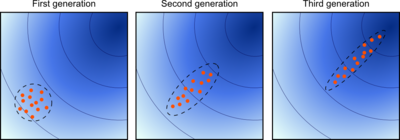 First generation
Second generation
Third generation